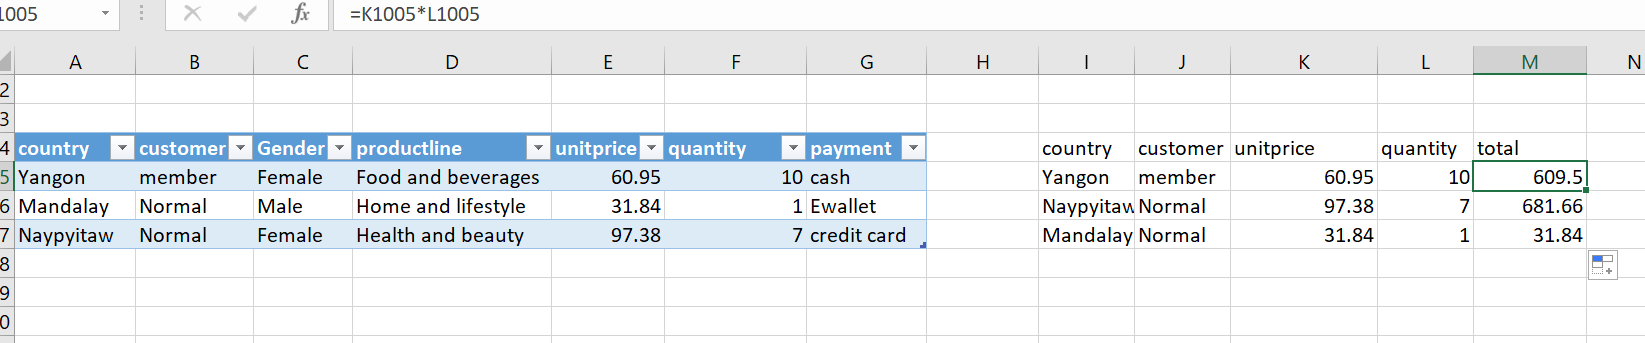 1005 fx =K1005*L1005
A B C D E F G H I J K L M N
2
3
4 country customer Gender productline unitprice quantity payment country customer unitprice quantity total
5 Yangon member Female Food and beverages 60.95 10 cash Yangon member 60.95 10 609.5
6 Mandalay Normal Male Home and lifestyle 31.84 1 Ewallet Naypyitaw Normal 97.38 7 681.66
7 Naypyitaw Normal Female Health and beauty 97.38 7 credit card Mandalay Normal 31.84 1 31.84
8
9
0